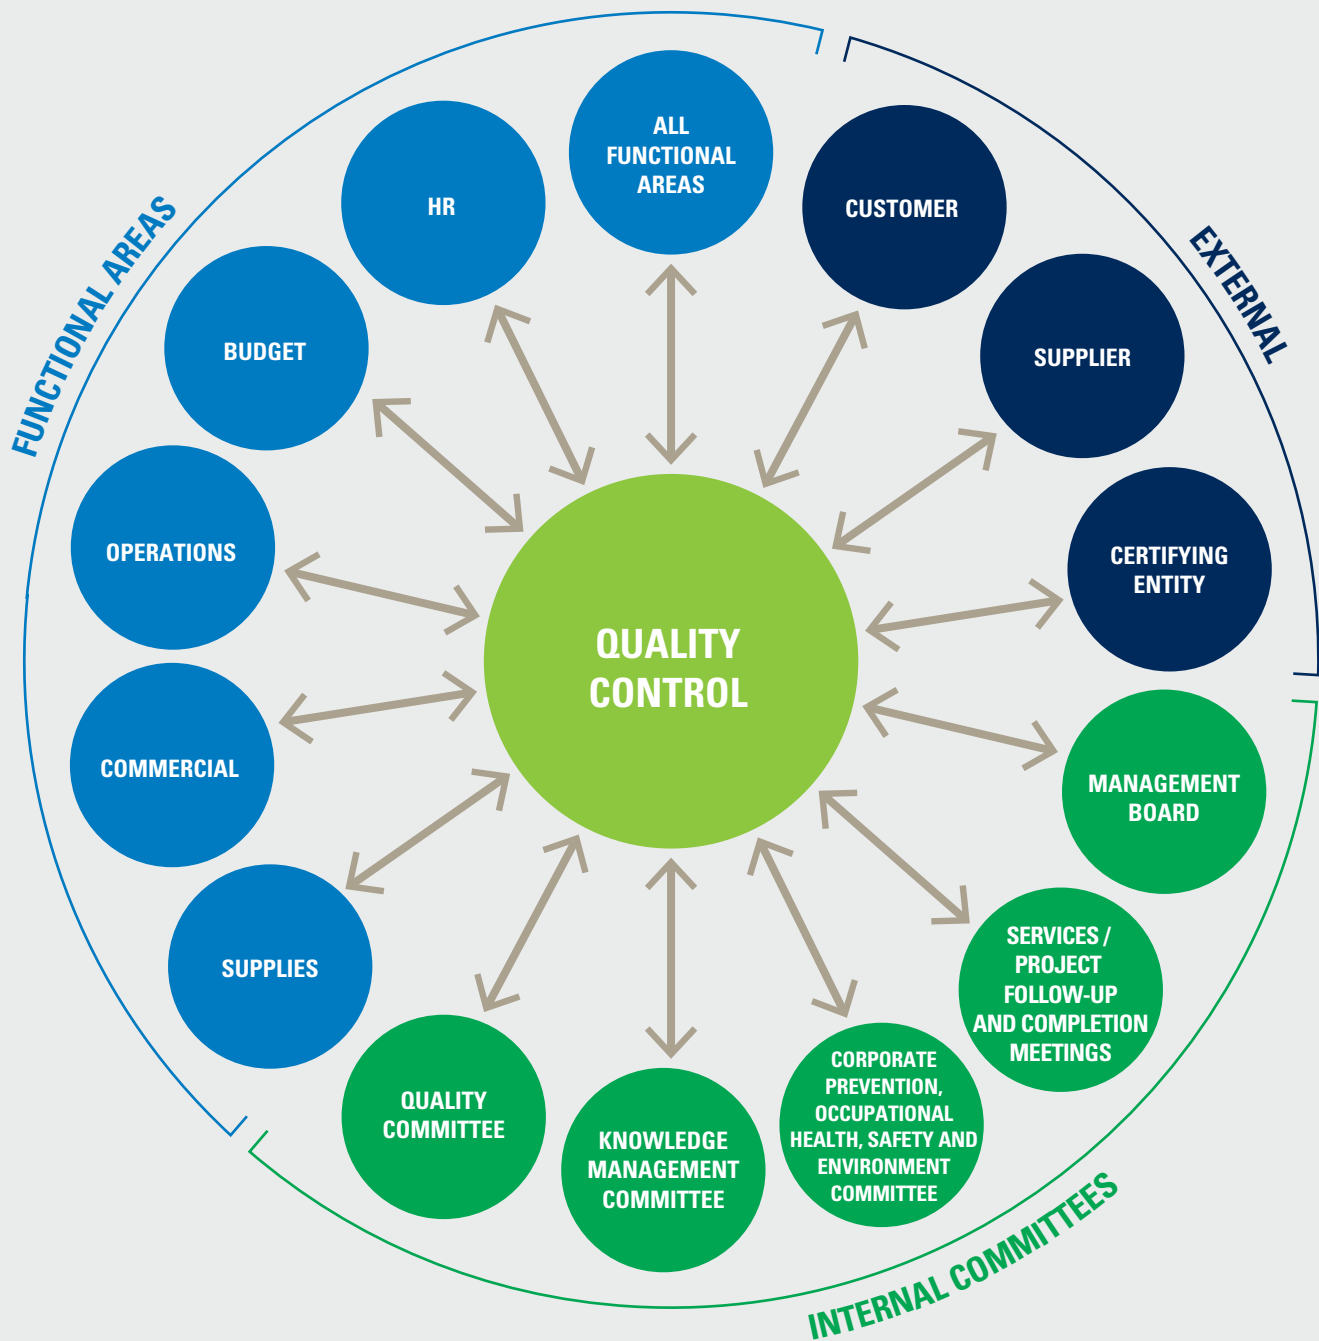 ALL
FUNCTIONAL
AREAS
HR
CUSTOMER
FUNCTIONAL AREAS
EXTERNAL
BUDGET
SUPPLIER
OPERATIONS
CERTIFYING
ENTITY
QUALITY
CONTROL
COMMERCIAL
MANAGEMENT
BOARD
SUPPLIES
SERVICES /
PROJECT
FOLLOW-UP
AND COMPLETION
MEETINGS
QUALITY
COMMITTEE
KNOWLEDGE
MANAGEMENT
COMMITTEE
CORPORATE
PREVENTION,
OCCUPATIONAL
HEALTH, SAFETY AND
ENVIRONMENT
COMMITTEE
INTERNAL COMMITTEES